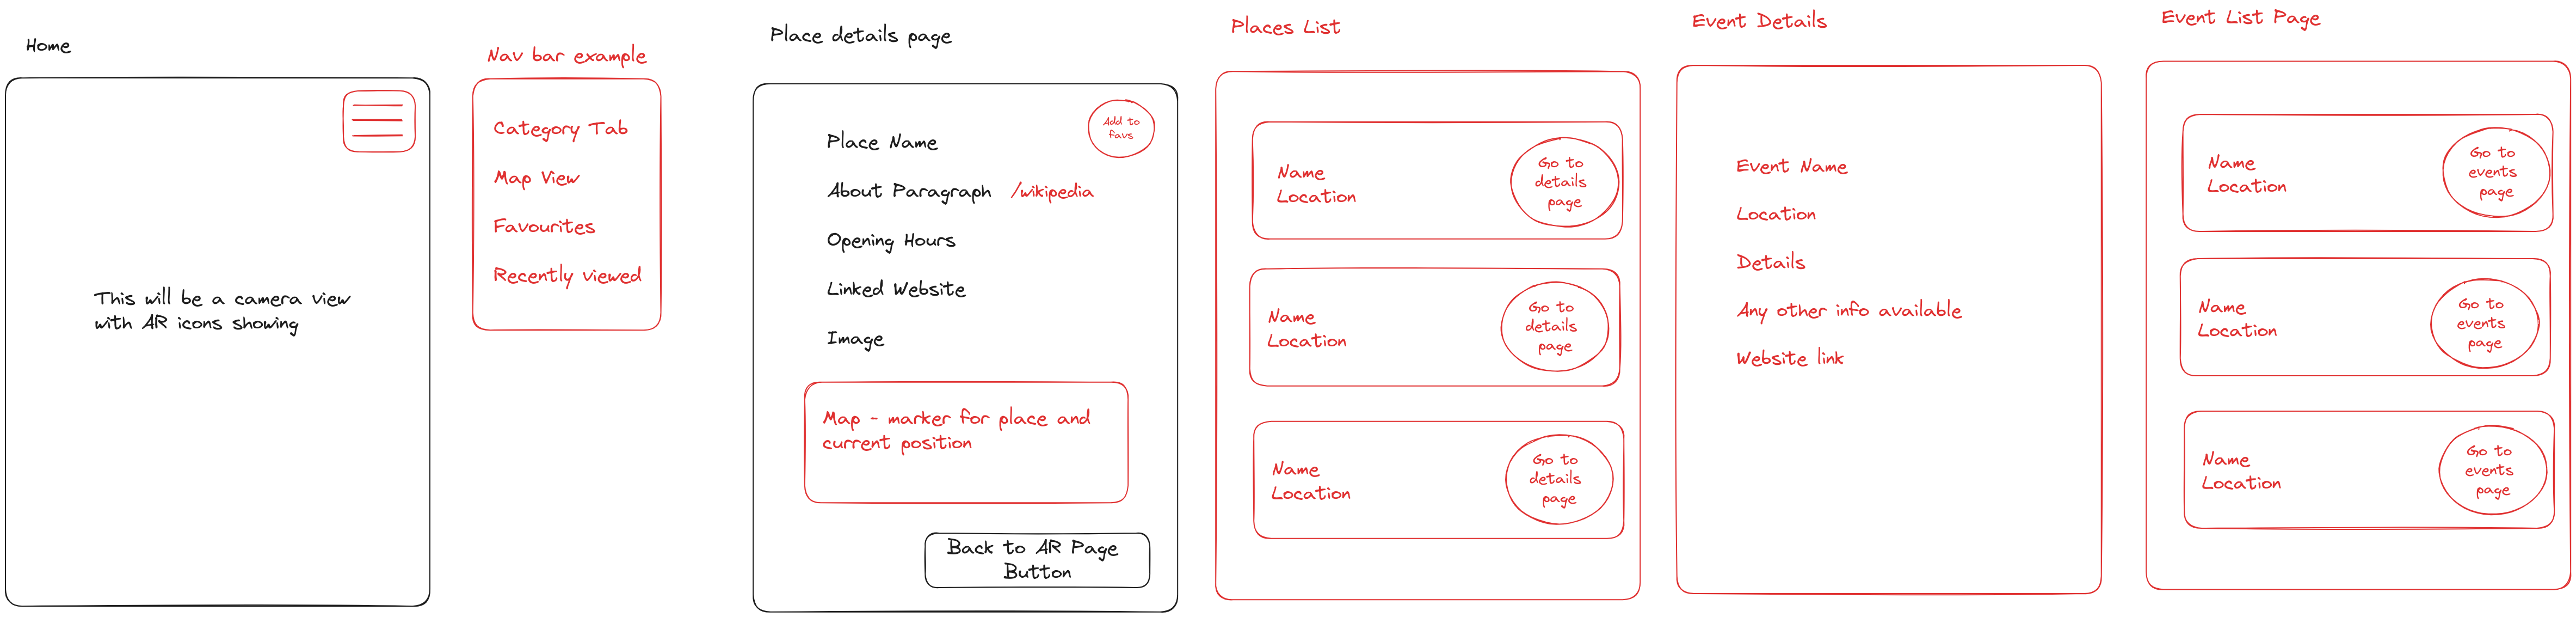 Home
This will be a camera view
with AR icons showing
Nav bar example
Category Tab
Map View
Favourites
Recently viewed
Place details page
Add to
favs
Place Name
About Paragraph /wikipedia
Opening Hours
Linked Website
Image
Map - marker for place and
current position
Back to AR Page
Button
Places List
Name
Location
Go to
details
page
Name
Location
Go to
details
page
Name
Location
Go to
details
page
Event Details
Event Name
Location
Details
Any other info available
Website link
Event List Page
Name
Location
Go to
events
page
Name
Location
Go to
events
page
Name
Location
Go to
events
page